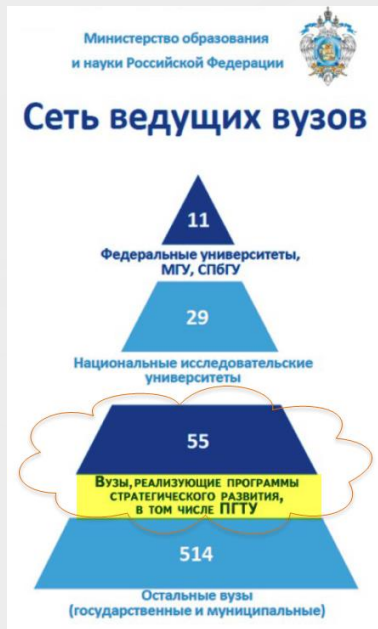 Министерство образования
и науки Российской Федерации
Сеть ведущих вузов
11
Федеральные университеты,
МГУ, СПбГУ
29
Национальные исследовательские
университеты
55
ВУЗЫ, РЕАЛИЗУЮЩИЕ ПРОГРАММЫ
СТРАТЕГИЧЕСКОГО РАЗВИТИЯ,
В ТОМ ЧИСЛЕ ПГТУ
514
Остальные вузы
(государственные и муниципальные)